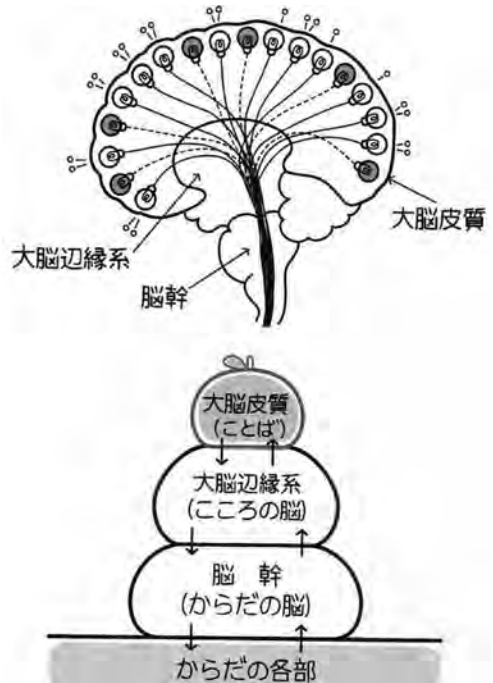 大脳皮質
大脳辺縁系
脳幹
大脳皮質
(ことば)
大脳辺縁系
(こころの脳)
脳 幹
(からだの脳)
からだの各部